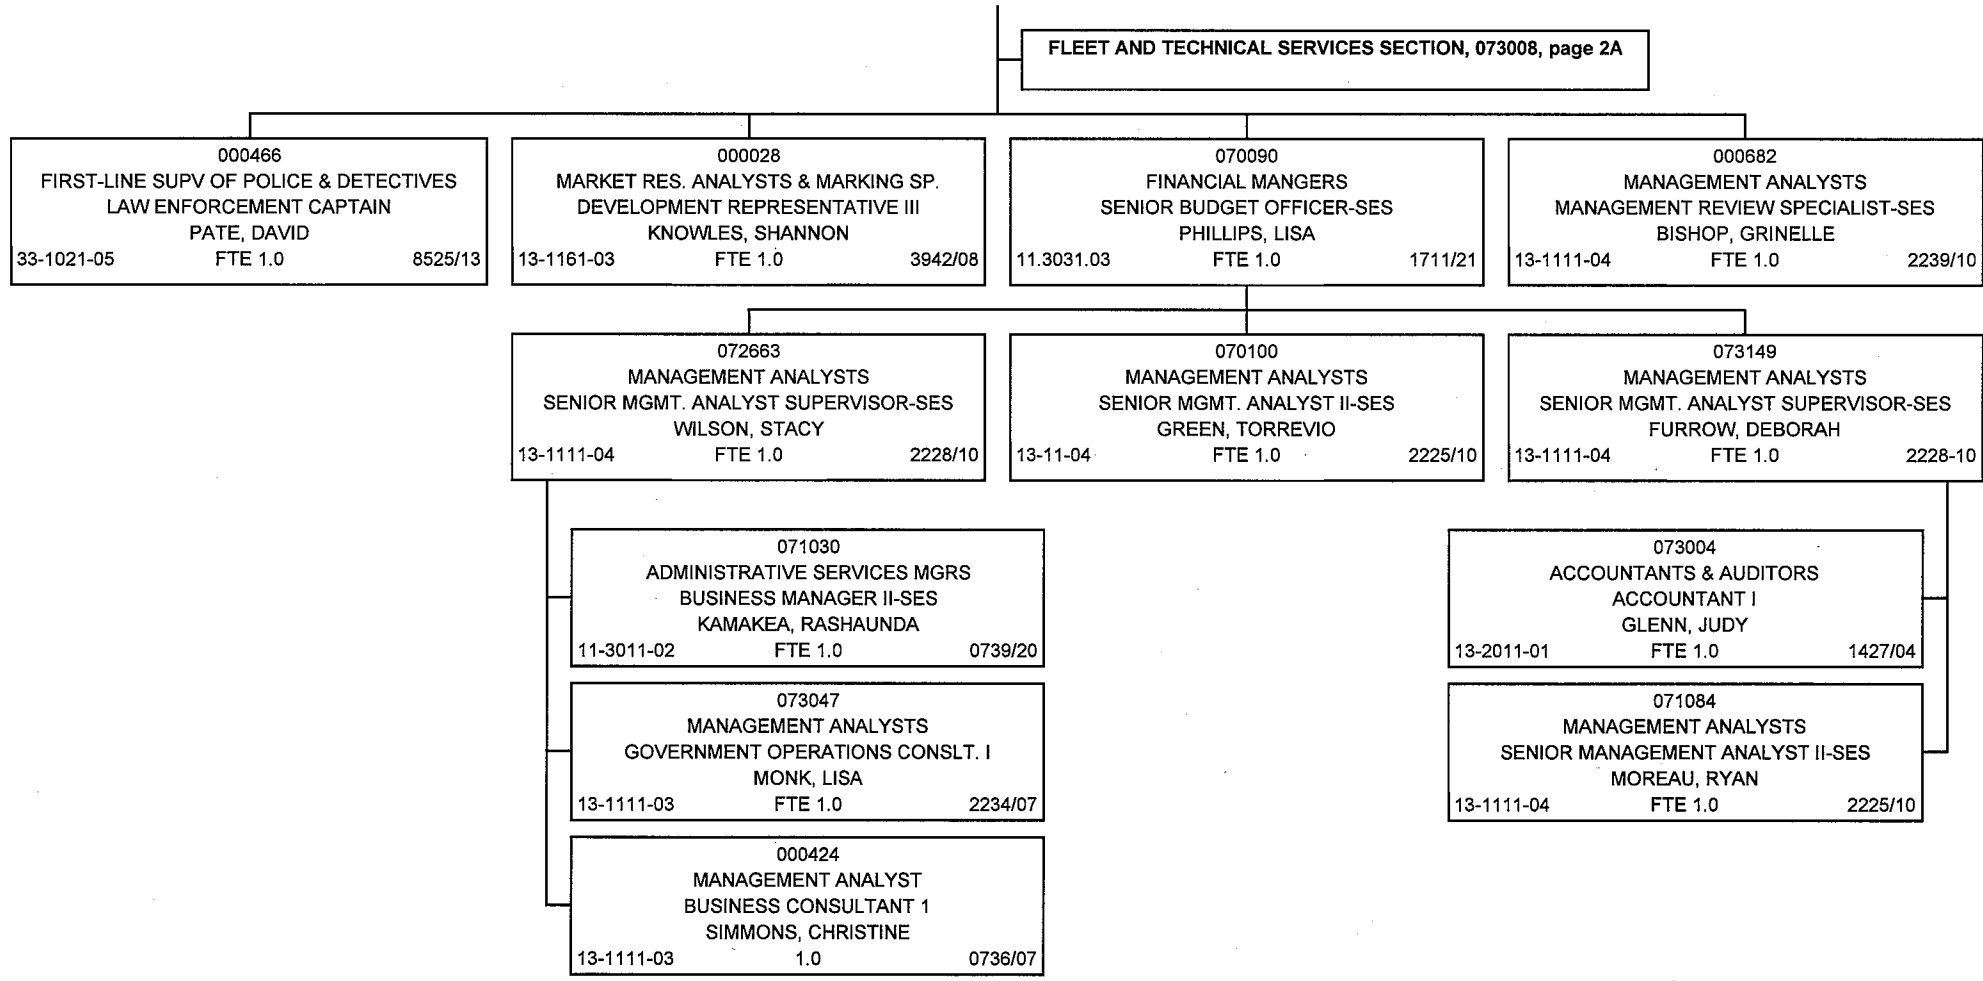 FLEET AND TECHNICAL SERVICES SECTION, 073008, page 2A
000466
FIRST-LINE SUPV OF POLICE & DETECTIVES
LAW ENFORCEMENT CAPTAIN
PATE, DAVID
33-1021-05 FTE 1.0 8525/13
000028
MARKET RES. ANALYSTS & MARKING SP.
DEVELOPMENT REPRESENTATIVE III
KNOWLES, SHANNON
13-1161-03 FTE 1.0 3942/08
070090
FINANCIAL MANGERS
SENIOR BUDGET OFFICER-SES
PHILLIPS, LISA
11.3031.03 FTE 1.0 1711/21
000682
MANAGEMENT ANALYSTS
MANAGEMENT REVIEW SPECIALIST-SES
BISHOP, GRINELLE
13-1111-04 FTE 1.0 2239/10
072663
MANAGEMENT ANALYSTS
SENIOR MGMT. ANALYST SUPERVISOR-SES
WILSON, STACY
13-1111-04 FTE 1.0 2228/10
070100
MANAGEMENT ANALYSTS
SENIOR MGMT. ANALYST II-SES
GREEN, TORREVIO
13-11-04 FTE 1.0 2225/10
073149
MANAGEMENT ANALYSTS
SENIOR MGMT. ANALYST SUPERVISOR-SES
FURROW, DEBORAH
13-1111-04 FTE 1.0 2228-10
071030
ADMINISTRATIVE SERVICES MGRS
BUSINESS MANAGER II-SES
KAMAKEA, RASHAUNDA
11-3011-02 FTE 1.0 0739/20
073047
MANAGEMENT ANALYSTS
GOVERNMENT OPERATIONS CONSLT. I
MONK, LISA
13-1111-03 FTE 1.0 2234/07
000424
MANAGEMENT ANALYST
BUSINESS CONSULTANT 1
SIMMONS, CHRISTINE
13-1111-03 1.0 0736/07
073004
ACCOUNTANTS & AUDITORS
ACCOUNTANT I
GLENN, JUDY
13-2011-01 FTE 1.0 1427/04
071084
MANAGEMENT ANALYSTS
SENIOR MANAGEMENT ANALYST II-SES
MOREAU, RYAN
13-1111-04 FTE 1.0 2225/10